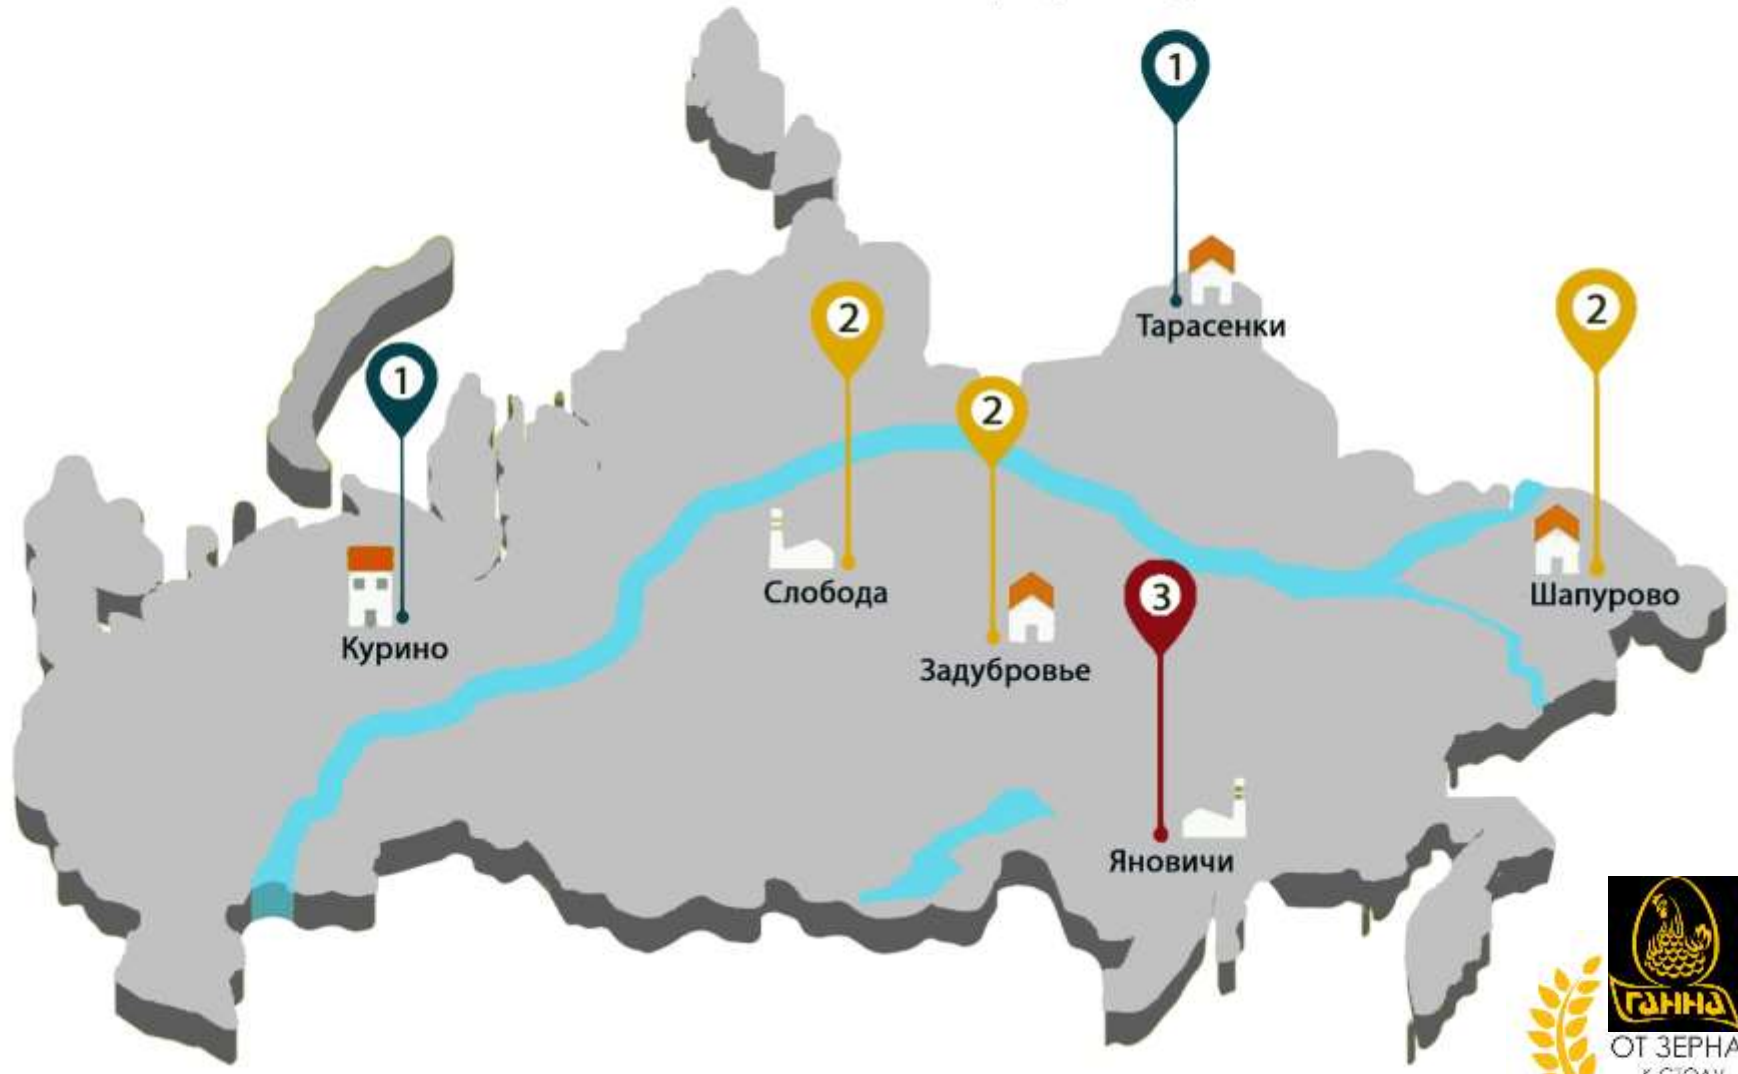 1
Тарасенки
2
2
1
2
Слобода
Шапурово
3
Курино
Задубровье
Яновичи
ГАННА
ОТ ЗЕРНА